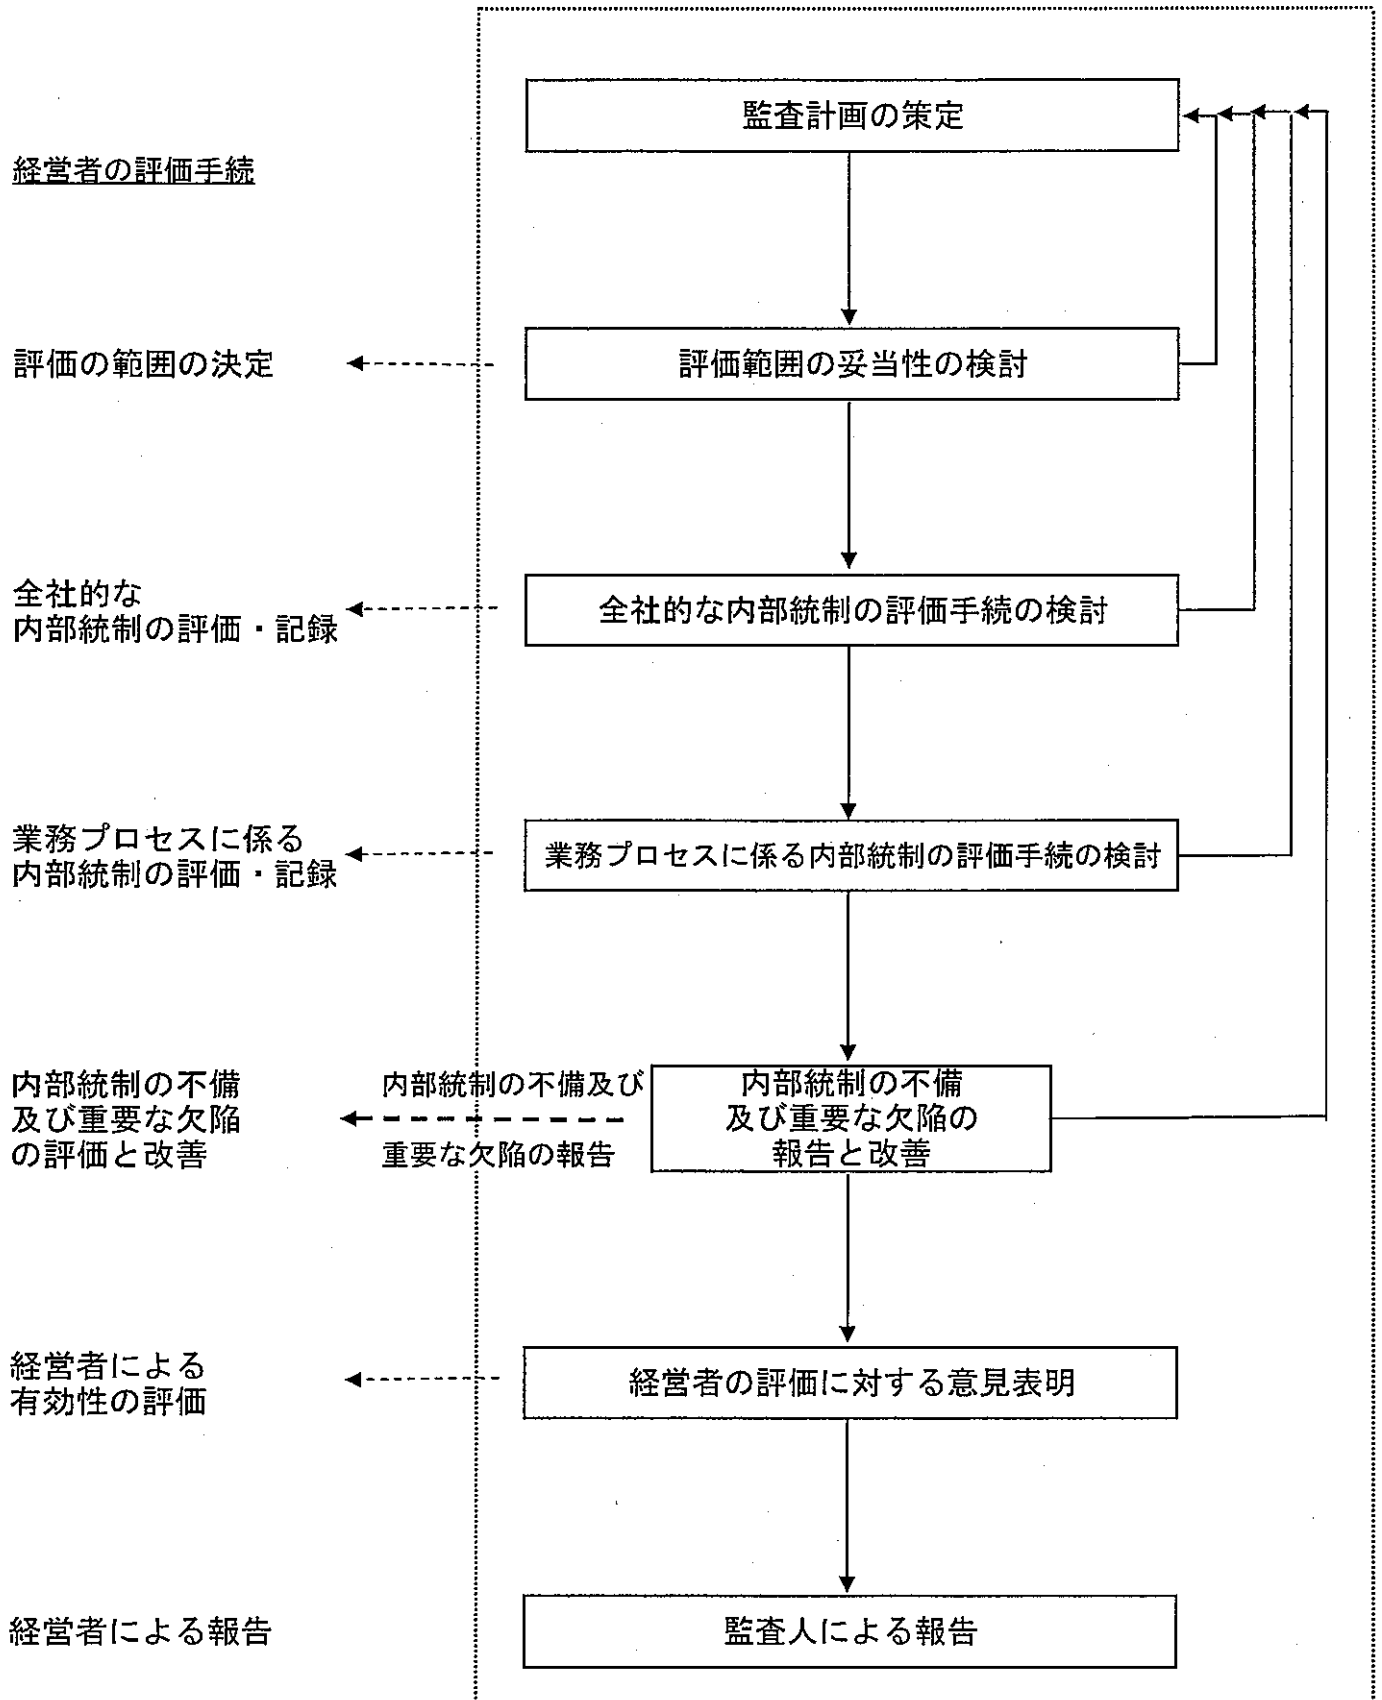 監査計画の策定
経営者の評価手続
評価の範囲の決定
評価範囲の妥当性の検討
全社的な
内部統制の評価・記録
全社的な内部統制の評価手続の検討
業務プロセスに係る
内部統制の評価・記録
業務プロセスに係る内部統制の評価手続の検討
内部統制の不備
及び重要な欠陥
の評価と改善
内部統制の不備及び
重要な欠陥の報告
内部統制の不備
及び重要な欠陥の
報告と改善
経営者による
有効性の評価
経営者の評価に対する意見表明
経営者による報告
監査人による報告